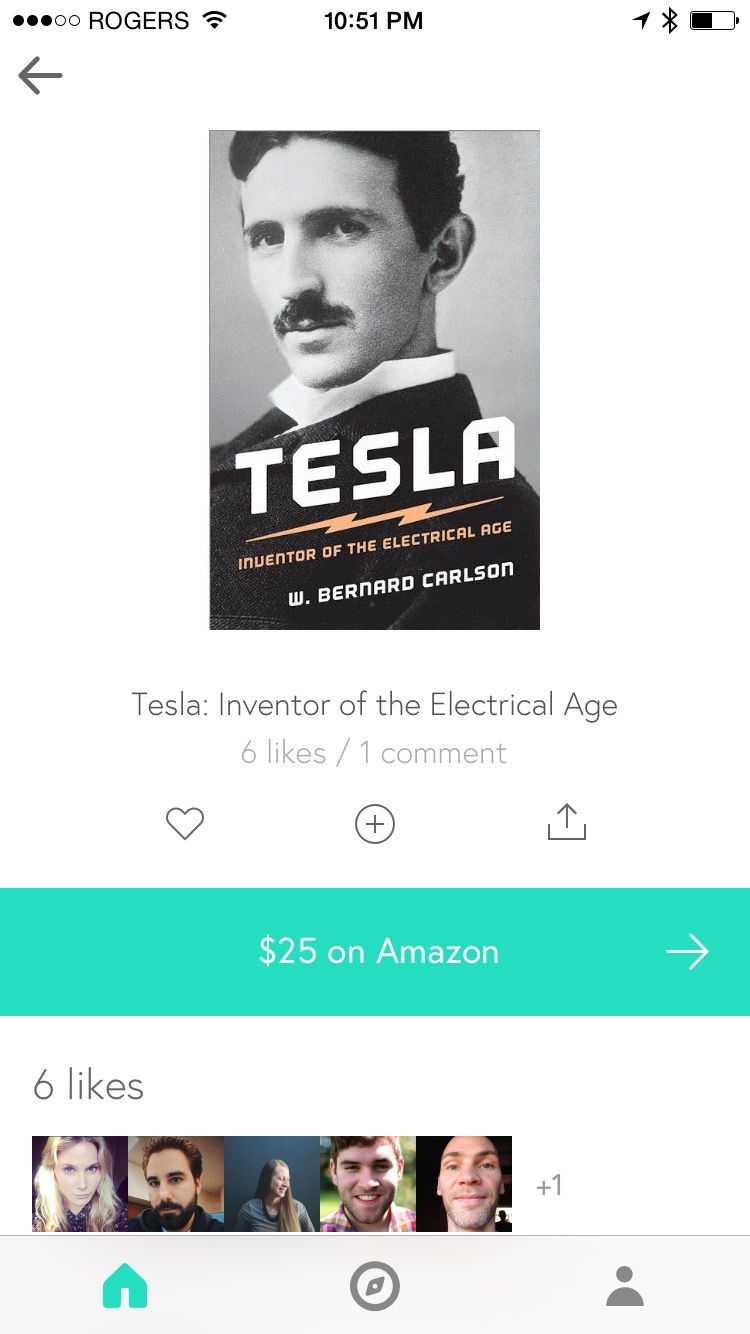 ROGERS 10:51 PM
TESLA
INVENTOR OF THE ELECTRICAL AGE
W. BERNARD CARLSON
Tesla: Inventor of the Electrical Age
6 likes / 1 comment
$25 on Amazon
6 likes
+1